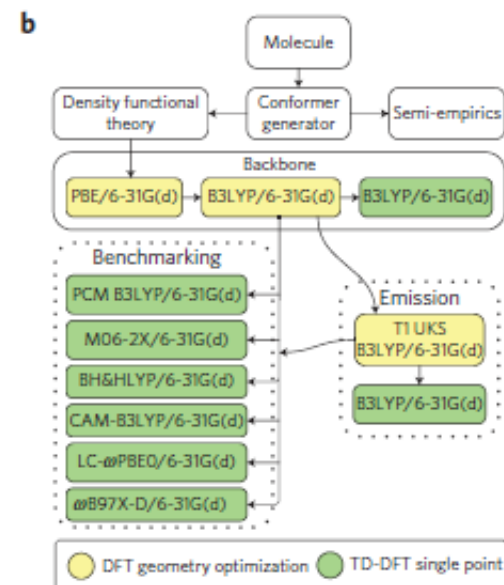 b
Molecule
Density functional
theory
Conformer
generator
Semi-empirics
Backbone
PBE/6-31G(d)
B3LYP/6-31G(d)
B3LYP/6-31G(d)
Benchmarking
PCM B3LYP/6-31G(d)
M06-2X/6-31G(d)
BH&HLYP/6-31G(d)
CAM-B3LYP/6-31G(d)
LC-ωPBE0/6-31G(d)
ωB97X-D/6-31G(d)
Emission
T1 UKS
B3LYP/6-31G(d)
B3LYP/6-31G(d)
DFT geometry optimization
TD-DFT single point